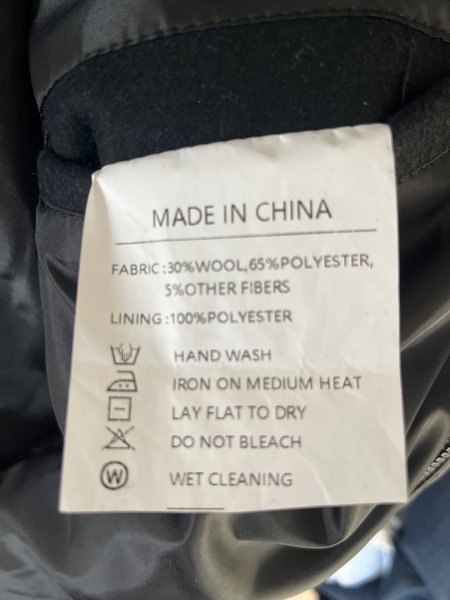 MADE IN CHINA
FABRIC:30%WOOL,65%POLYESTER,
5%OTHER FIBERS
LINING:100%POLYESTER
HAND WASH
IRON ON MEDIUM HEAT
LAY FLAT TO DRY
DO NOT BLEACH
W WET CLEANING